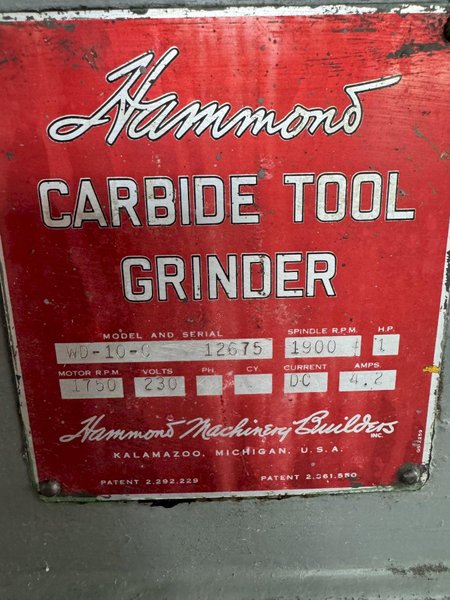 Hammond
CARBIDE TOOL
GRINDER
MODEL AND SERIAL SPINDLE R.P.M. H.P.
WD-10-C 12675 1900 1
MOTOR R.P.M. VOLTS PH CY. CURRENT AMPS.
1750 230 DC 4.2
Hammond Machinery Builders INC.
KALAMAZOO, MICHIGAN, U.S.A.
PATENT 2.292.229 PATENT 2.361.550